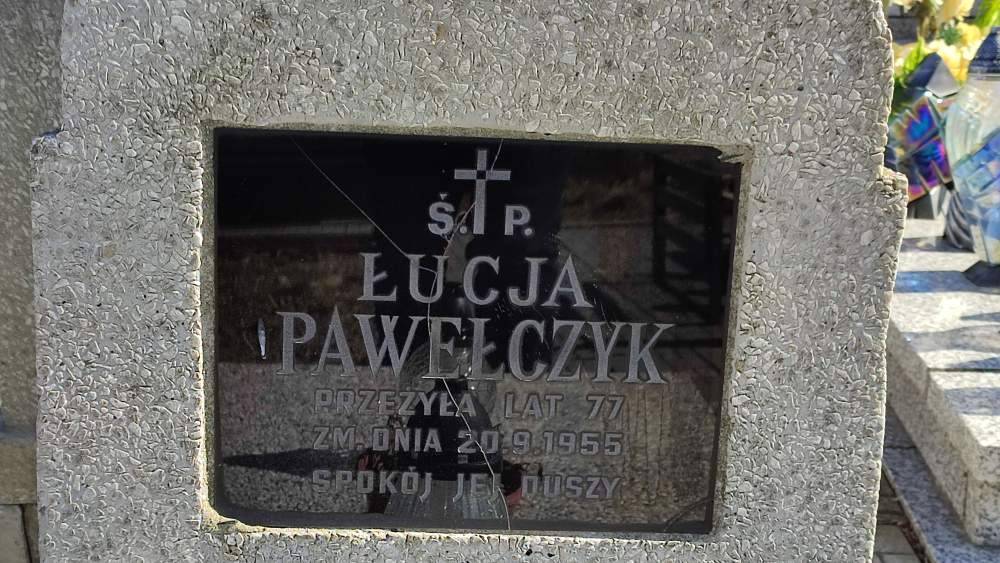 Ś. P.
ŁUCJA
PAWEŁCZYK
PRZEŻYŁA LAT 77
ZM. DNIA 20.9.1955
SPOKÓJ JEJ DUSZY